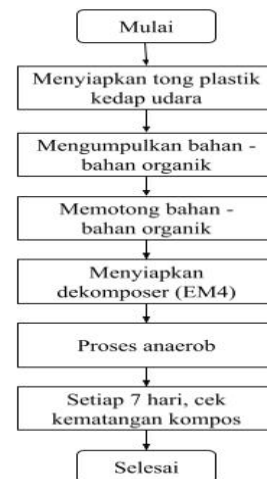 Mulai
Menyiapkan tong plastik
kedap udara
Mengumpulkan bahan -
bahan organik
Memotong bahan -
bahan organik
Menyiapkan
dekomposer (EM4)
Proses anaerob
Setiap 7 hari, cek
kematangan kompos
Selesai